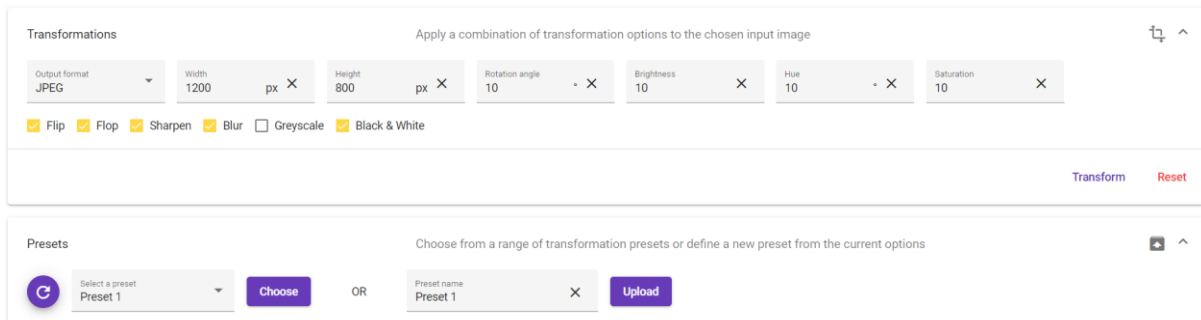 Transformations Apply a combination of transformation options to the chosen input image
Output format Width Height Rotation angle Brightness Hue Saturation
JPEG 1200 px 800 px 10 ° 10 10 ° 10
Flip Flop Sharpen Blur Greyscale Black & White
Transform Reset
Presets Choose from a range of transformation presets or define a new preset from the current options
Select a preset Preset name
Preset 1 Choose OR Preset 1 Upload